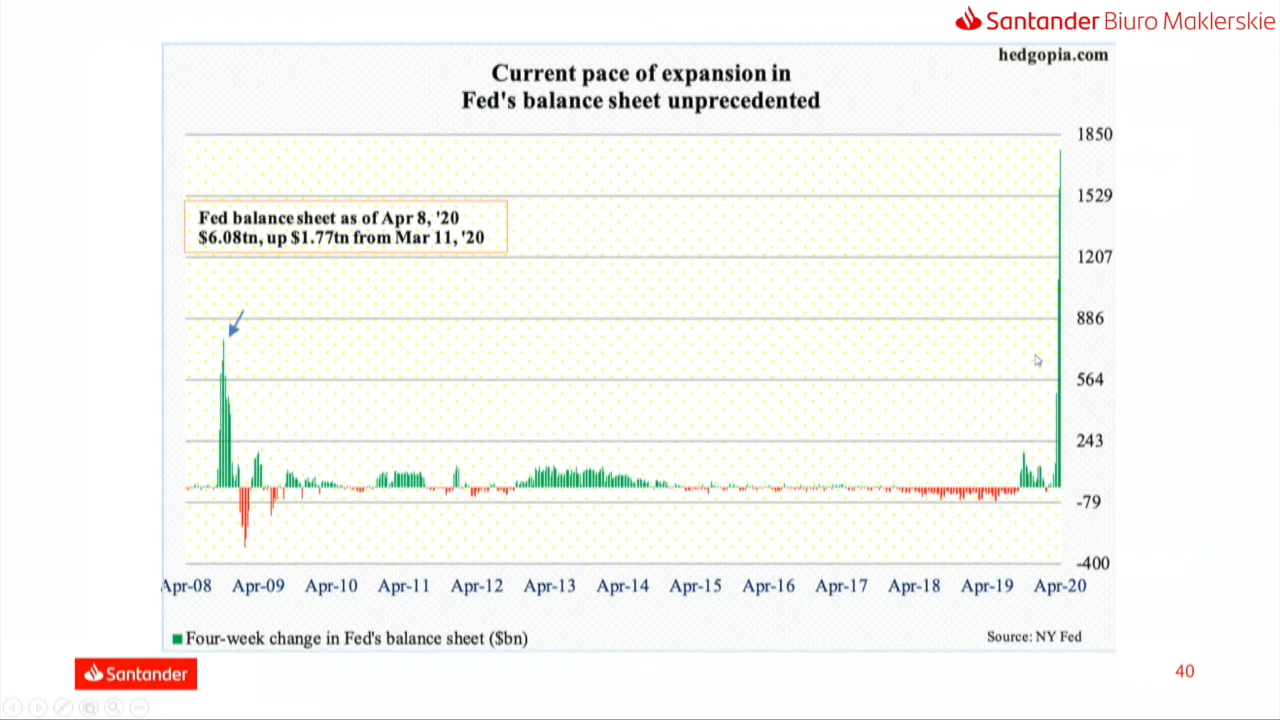 Santander Biuro Maklerskie
hedgopia.com
Current pace of expansion in
Fed's balance sheet unprecedented
1850
1529
Fed balance sheet as of Apr 8, '20
$6.08tn, up $1.77tn from Mar 11, '20
1207
886
564
243
-79
-400
Apr-08 Apr-09 Apr-10 Apr-11 Apr-12 Apr-13 Apr-14 Apr-15 Apr-16 Apr-17 Apr-18 Apr-19 Apr-20
Four-week change in Fed's balance sheet ($bn)
Source: NY Fed
Santander
40